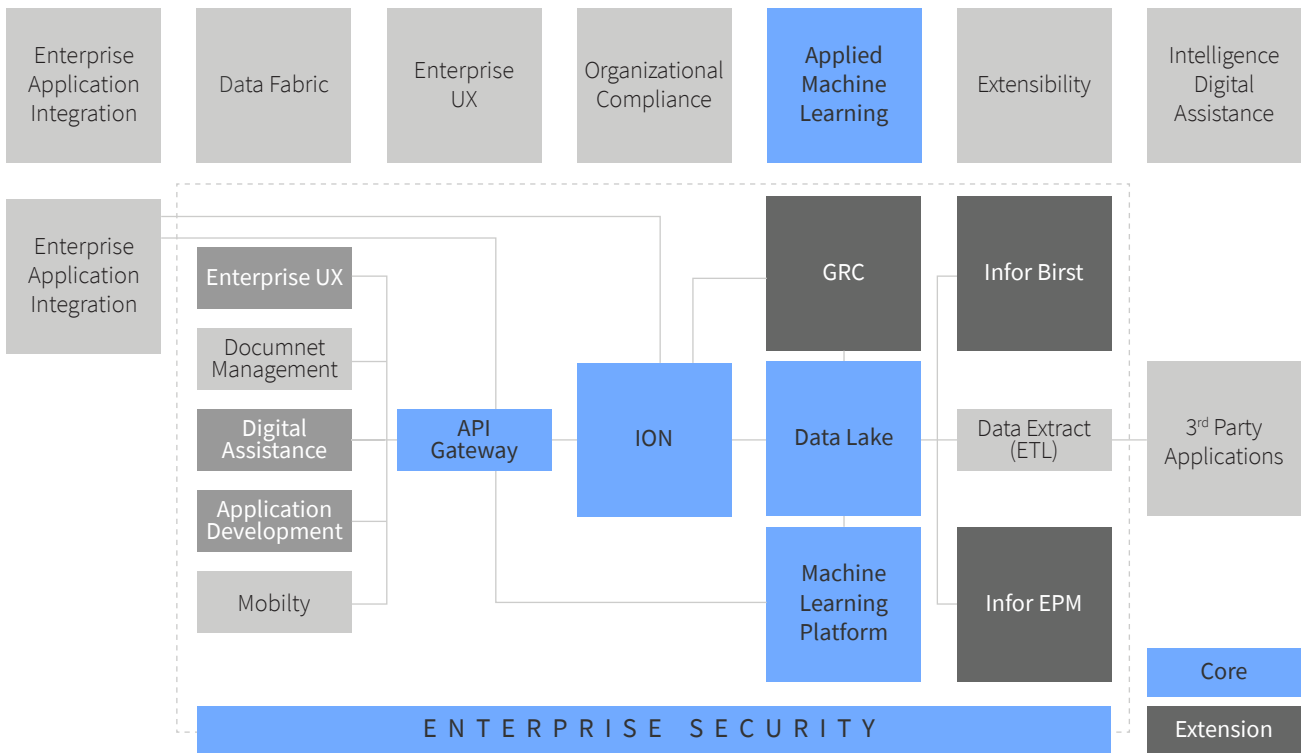 Enterprise
Application
Integration
Data Fabric
Enterprise
UX
Organizational
Compliance
Applied
Machine
Learning
Extensibility
Intelligence
Digital
Assistance
Enterprise
Application
Integration
Enterprise UX
Documnet
Management
Digital
Assistance
Application
Development
Mobilty
API
Gateway
ION
GRC
Data Lake
Machine
Learning
Platform
Infor Birst
Data Extract
(ETL)
Infor EPM
3rd Party
Applications
Core
Extension
ENTERPRISE SECURITY